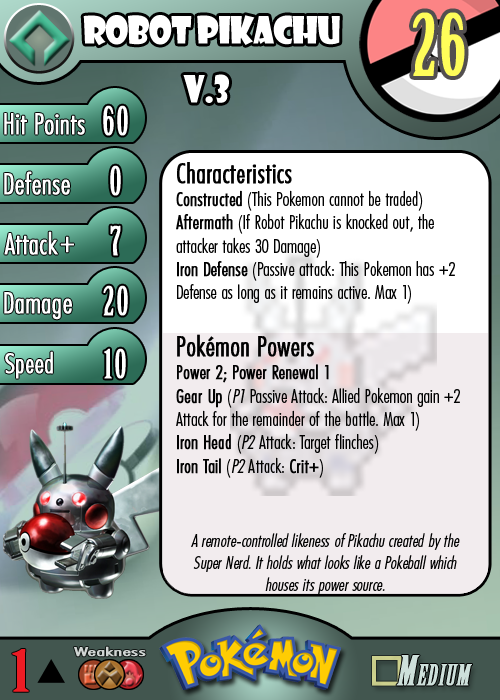 ROBOT PIKACHU
26
V.3
Hit Points 60
Defense 0
Attack+ 7
Damage 20
Speed 10
Characteristics
Constructed (This Pokemon cannot be traded)
Aftermath (If Robot Pikachu is knocked out, the
attacker takes 30 Damage)
Iron Defense (Passive attack: This Pokemon has +2
Defense as long as it remains active. Max 1)
Pokémon Powers
Power 2; Power Renewal 1
Gear Up (P1 Passive Attack: Allied Pokemon gain +2
Attack for the remainder of the battle. Max 1)
Iron Head (P2 Attack: Target flinches)
Iron Tail (P2 Attack: Crit+)
A remote-controlled likeness of Pikachu created by the
Super Nerd. It holds what looks like a Pokeball which
houses its power source.
1
Weakness
POKéMON
MEDIUM